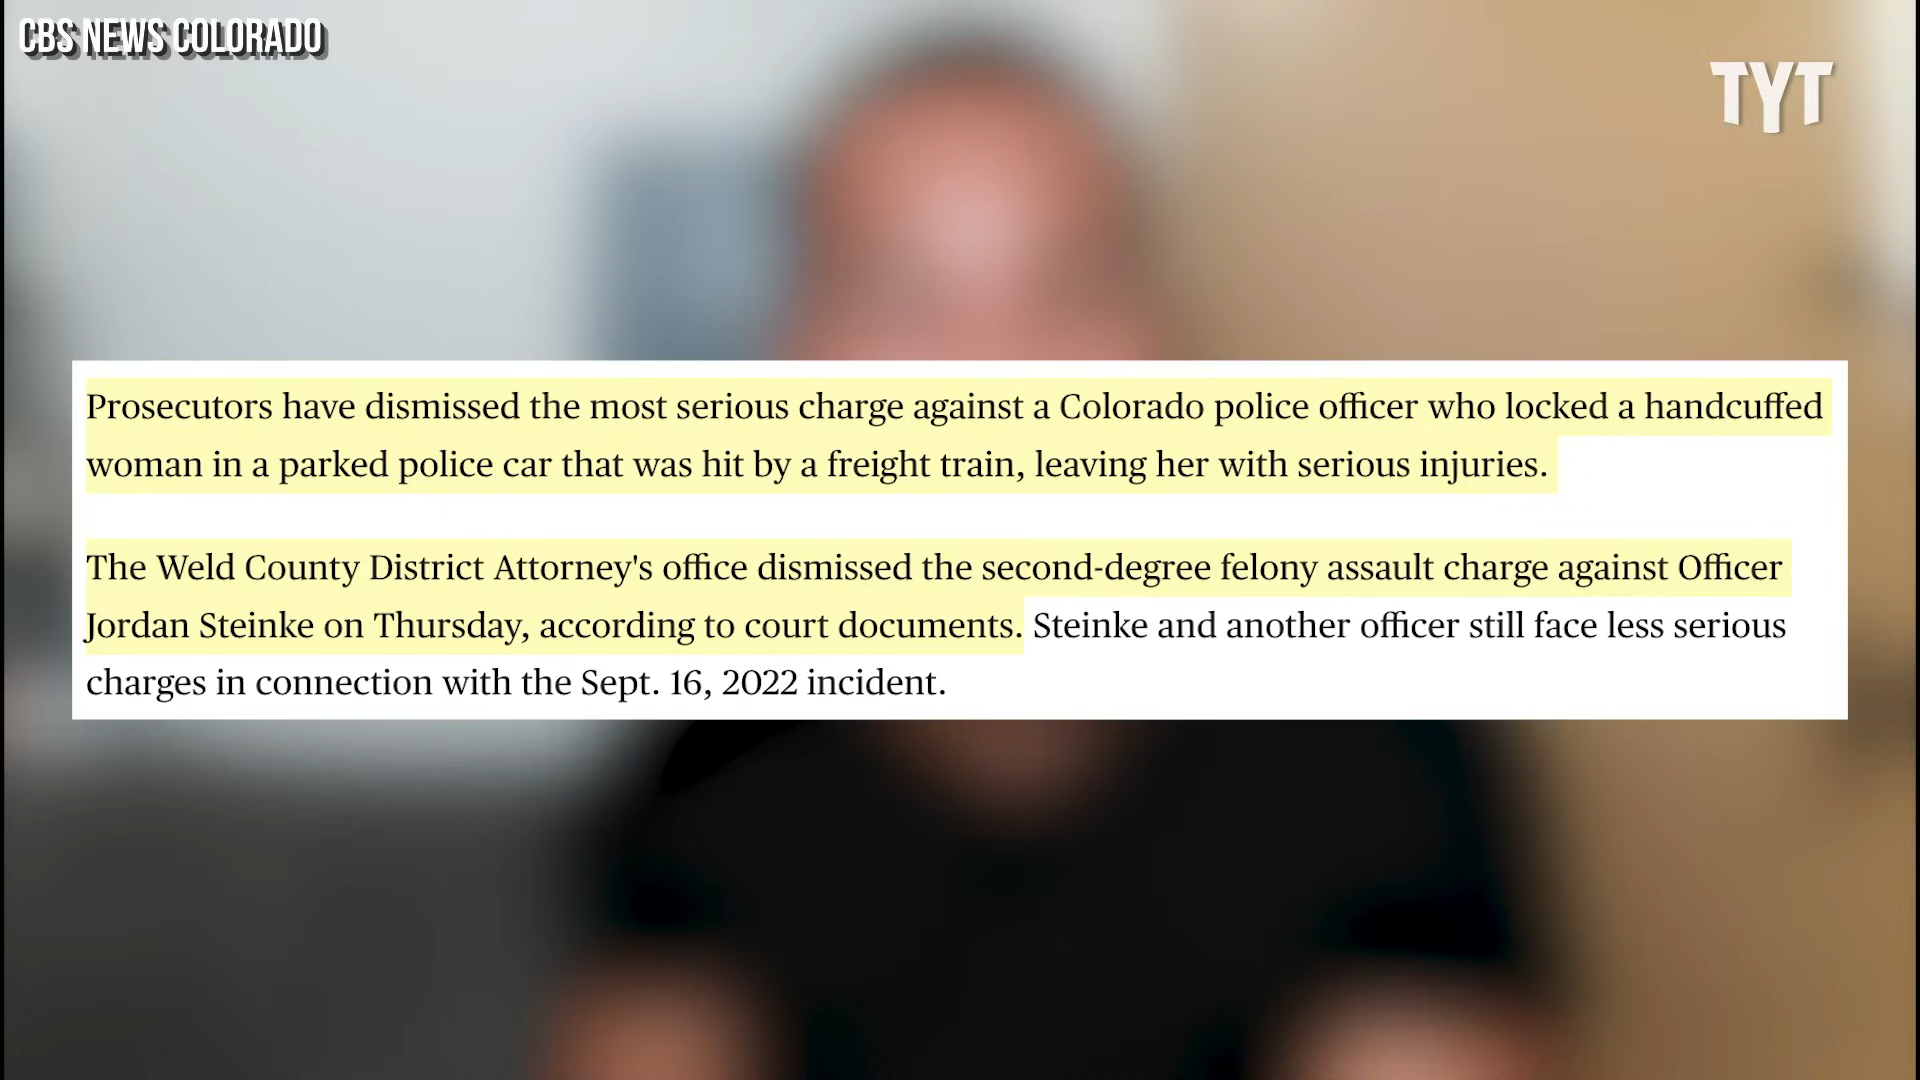 CBS NEWS COLORADO
TYT
Prosecutors have dismissed the most serious charge against a Colorado police officer who locked a handcuffed
woman in a parked police car that was hit by a freight train, leaving her with serious injuries.
The Weld County District Attorney's office dismissed the second-degree felony assault charge against Officer
Jordan Steinke on Thursday, according to court documents. Steinke and another officer still face less serious
charges in connection with the Sept. 16, 2022 incident.